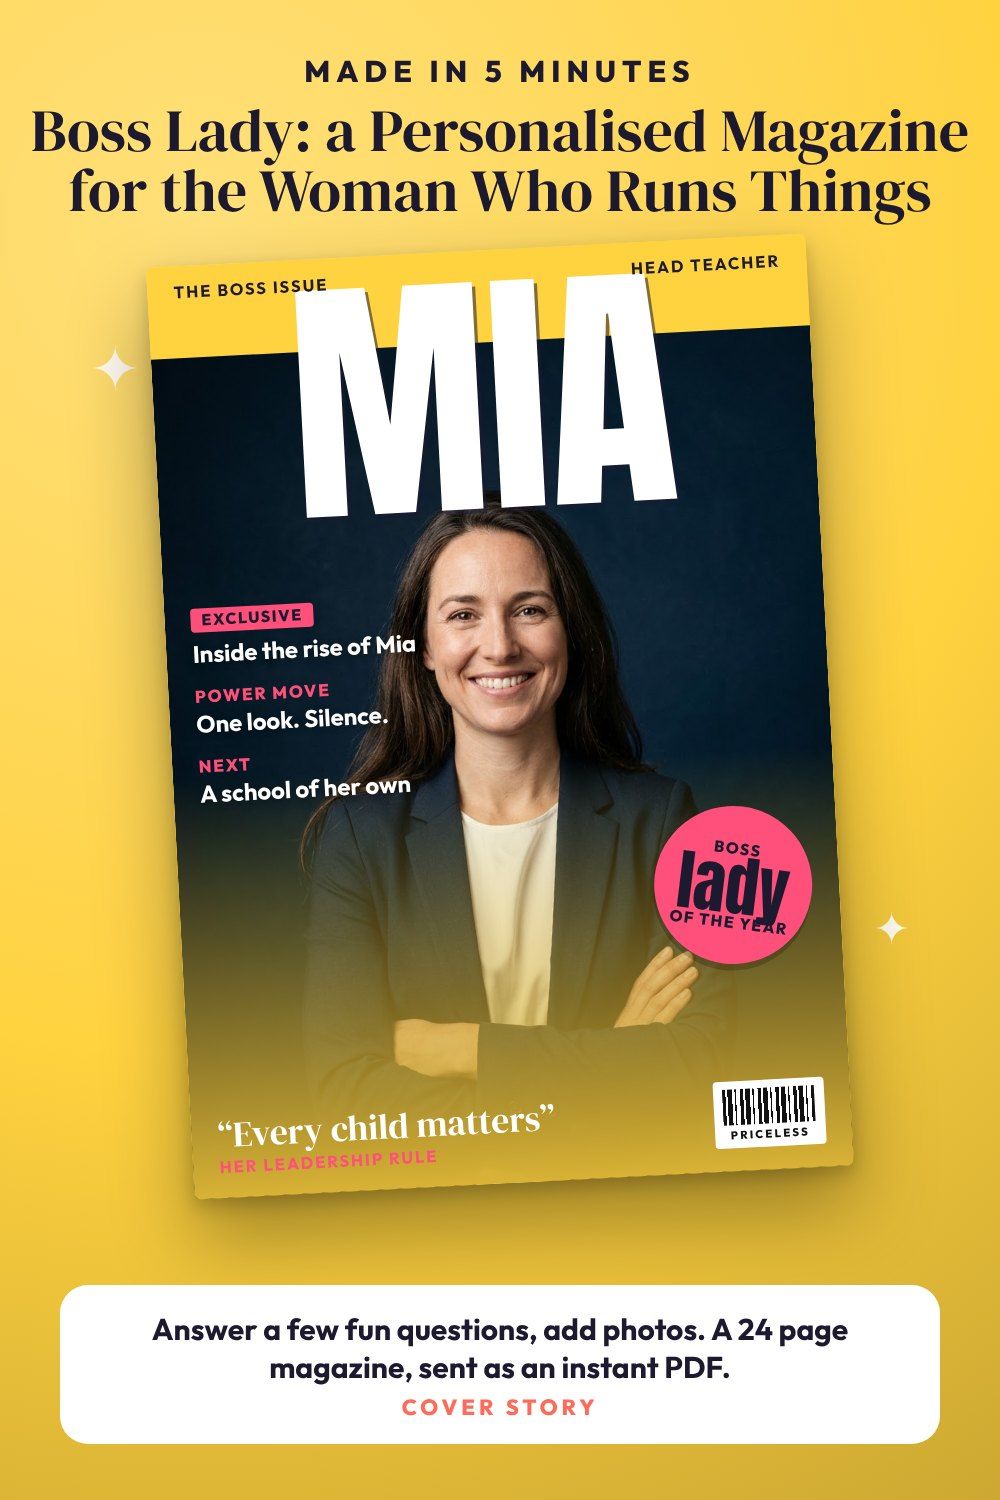 MADE IN 5 MINUTES
Boss Lady: a Personalised Magazine
for the Woman Who Runs Things
THE BOSS ISSUE
HEAD TEACHER
MIA
EXCLUSIVE
Inside the rise of Mia
POWER MOVE
One look. Silence.
NEXT
A school of her own
BOSS
lady
OF THE YEAR
“Every child matters”
HER LEADERSHIP RULE
PRICELESS
Answer a few fun questions, add photos. A 24 page
magazine, sent as an instant PDF.
COVER STORY